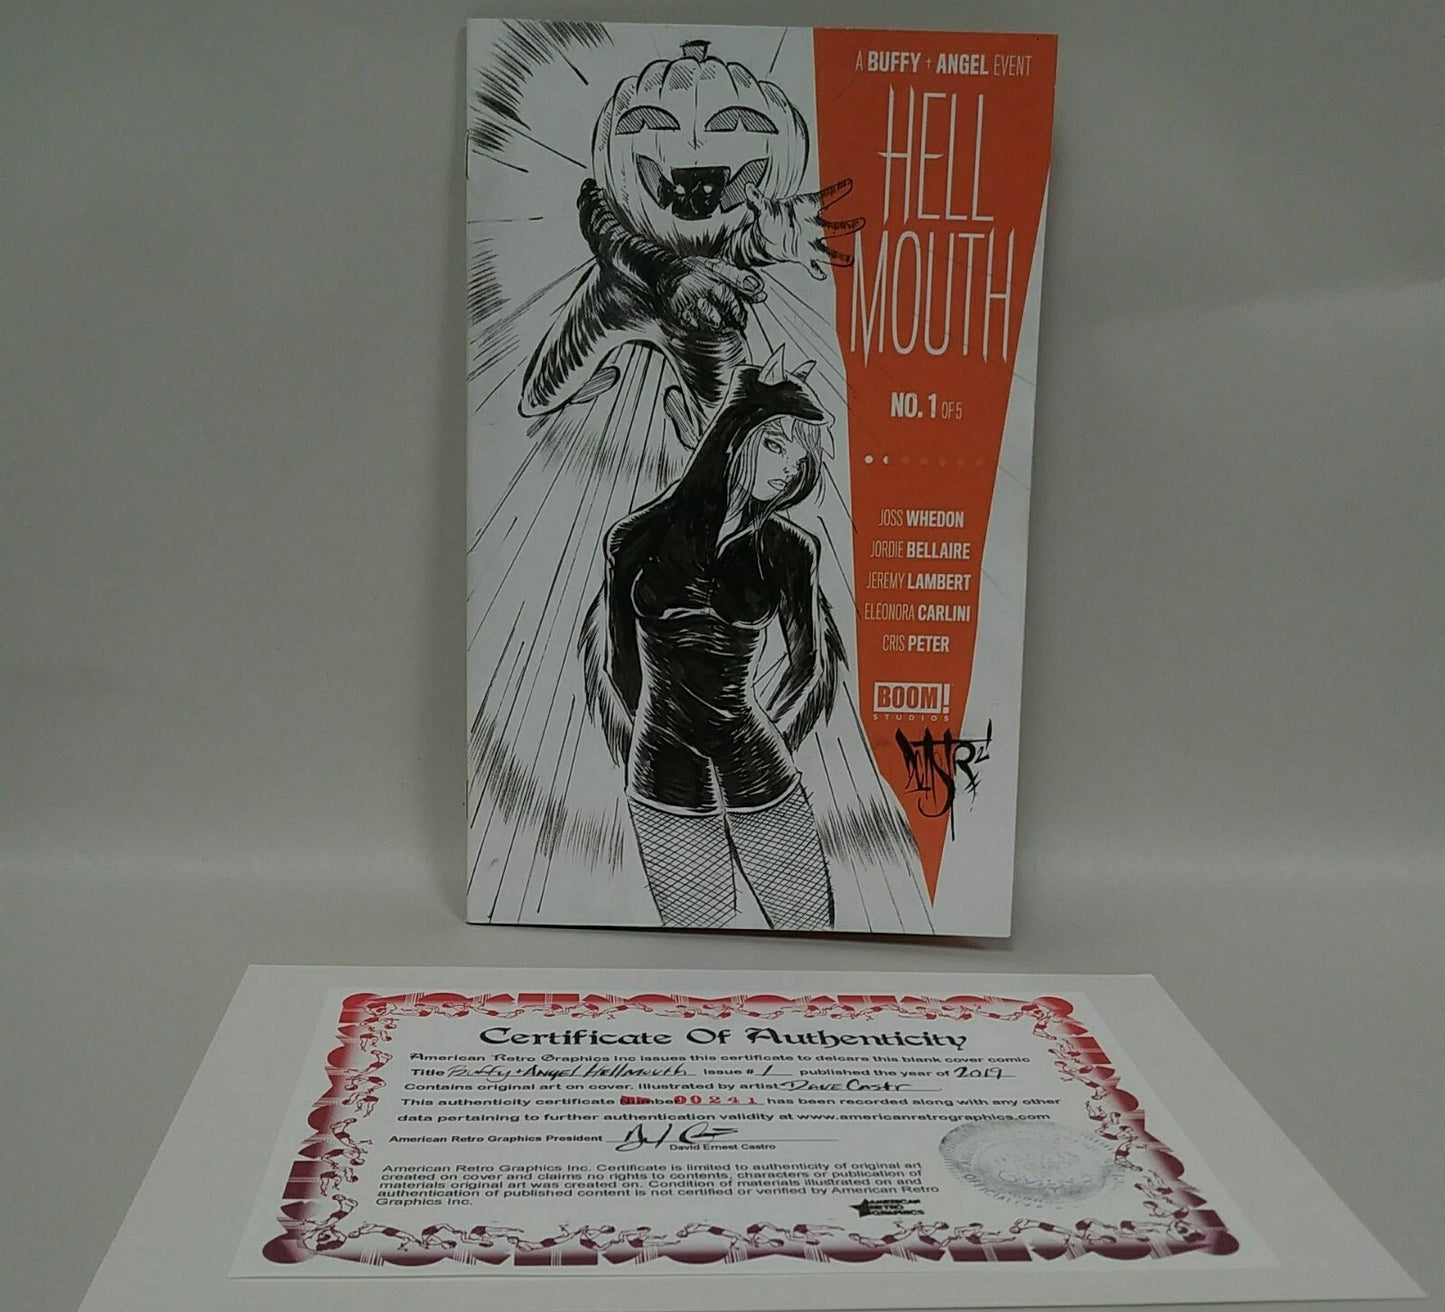 A BUFFY + ANGEL EVENT
HELL
MOUTH
NO. 1 OF 5
JOSS WHEDON
JORDIE BELLAIRE
JEREMY LAMBERT
ELEONORA CARLINI
CRIS PETER
BOOM!
STUDIOS
Certificate Of Authenticity
American Retro Graphics Inc issues this certificate to delcare this blank cover comic
Title Buffy + Angel Hellmouth Issue # 1 published the year of 2019
Contains original art on cover. Illustrated by artist Dave Castr
This authenticity certificate 00241 has been recorded along with any other
data pertaining to further authentication validity at www.americanretrographics.com
American Retro Graphics President
David Ernest Castro
American Retro Graphics Inc. Certificate is limited to authenticity of original art
created on cover and claims no rights to contents, characters or publication of
materials original art was created on. Condition of materials illustrated on and
authentication of published content is not certified or verified by American Retro
Graphics Inc.
AMERICAN
RETRO
GRAPHICS